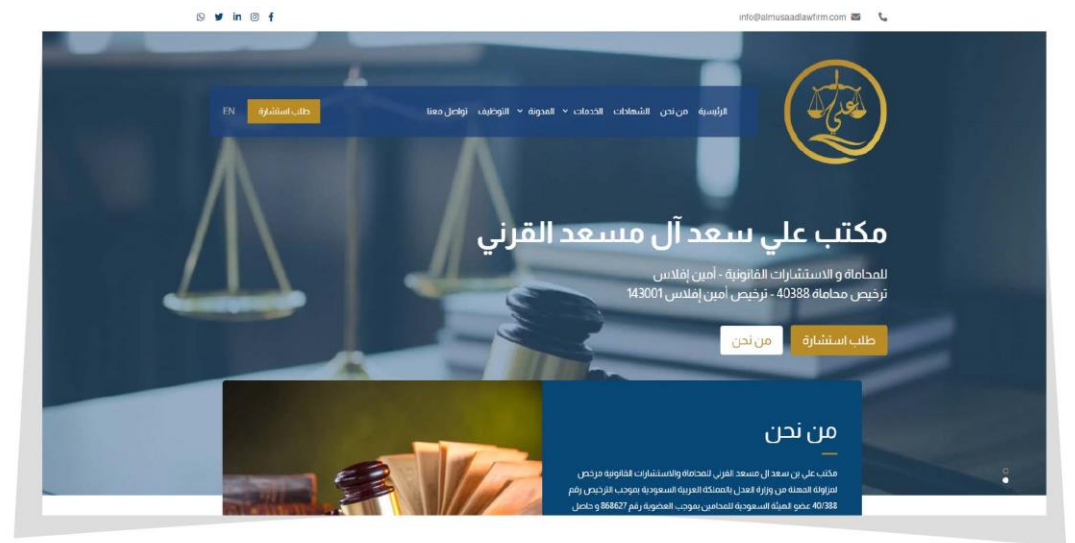 info@almusaadlawfirm.com
الرئيسية من نحن الشهادات الخدمات المدونة التوظيف تواصل معنا
طلب استشارة
EN
علي
مكتب علي سعد آل مسعد القرني
للمحاماة و الاستشارات القانونية - أمين إفلاس
ترخيص محاماة 40388 - ترخيص أمين إفلاس 143001
طلب استشارة
من نحن
من نحن
مكتب علي بن سعد ال مسعد القرني للمحاماة والاستشارات القانونية مرخص
لمزاولة المهنة من وزارة العدل بالمملكة العربية السعودية بموجب الترخيص رقم
40/388 عضو الهيئة السعودية للمحامين بموجب العضوية رقم 868627 و حاصل